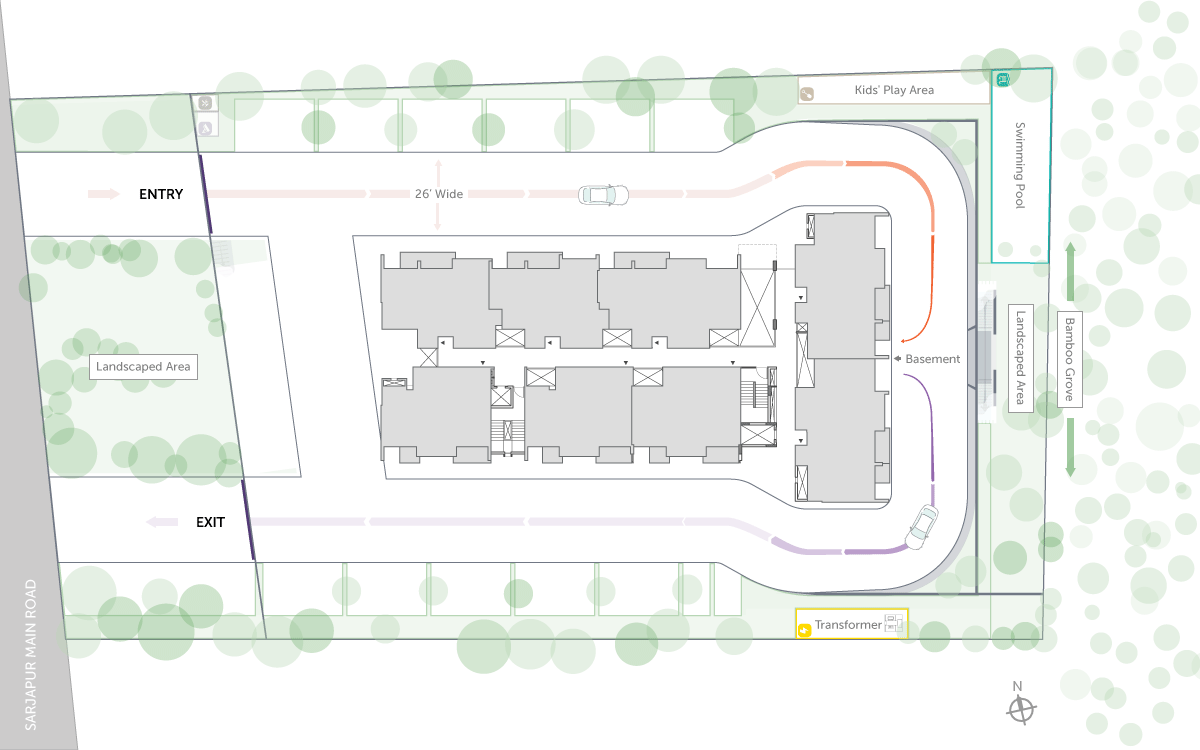 Kids' Play Area
Swimming Pool
ENTRY
26' Wide
Landscaped Area
Basement
Landscaped Area
Bamboo Grove
EXIT
Transformer
SARJAPUR MAIN ROAD
N